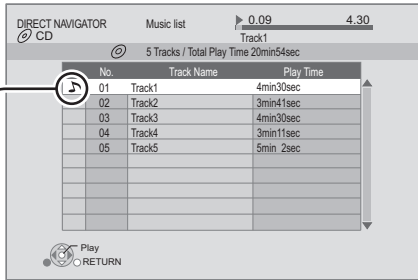 DIRECT NAVIGATOR Music list 0.09 4.30
CD Track1
5 Tracks / Total Play Time 20min54sec
No. Track Name Play Time
01 Track1 4min30sec
02 Track2 3min41sec
03 Track3 4min30sec
04 Track4 3min11sec
05 Track5 5min 2sec
Play
RETURN